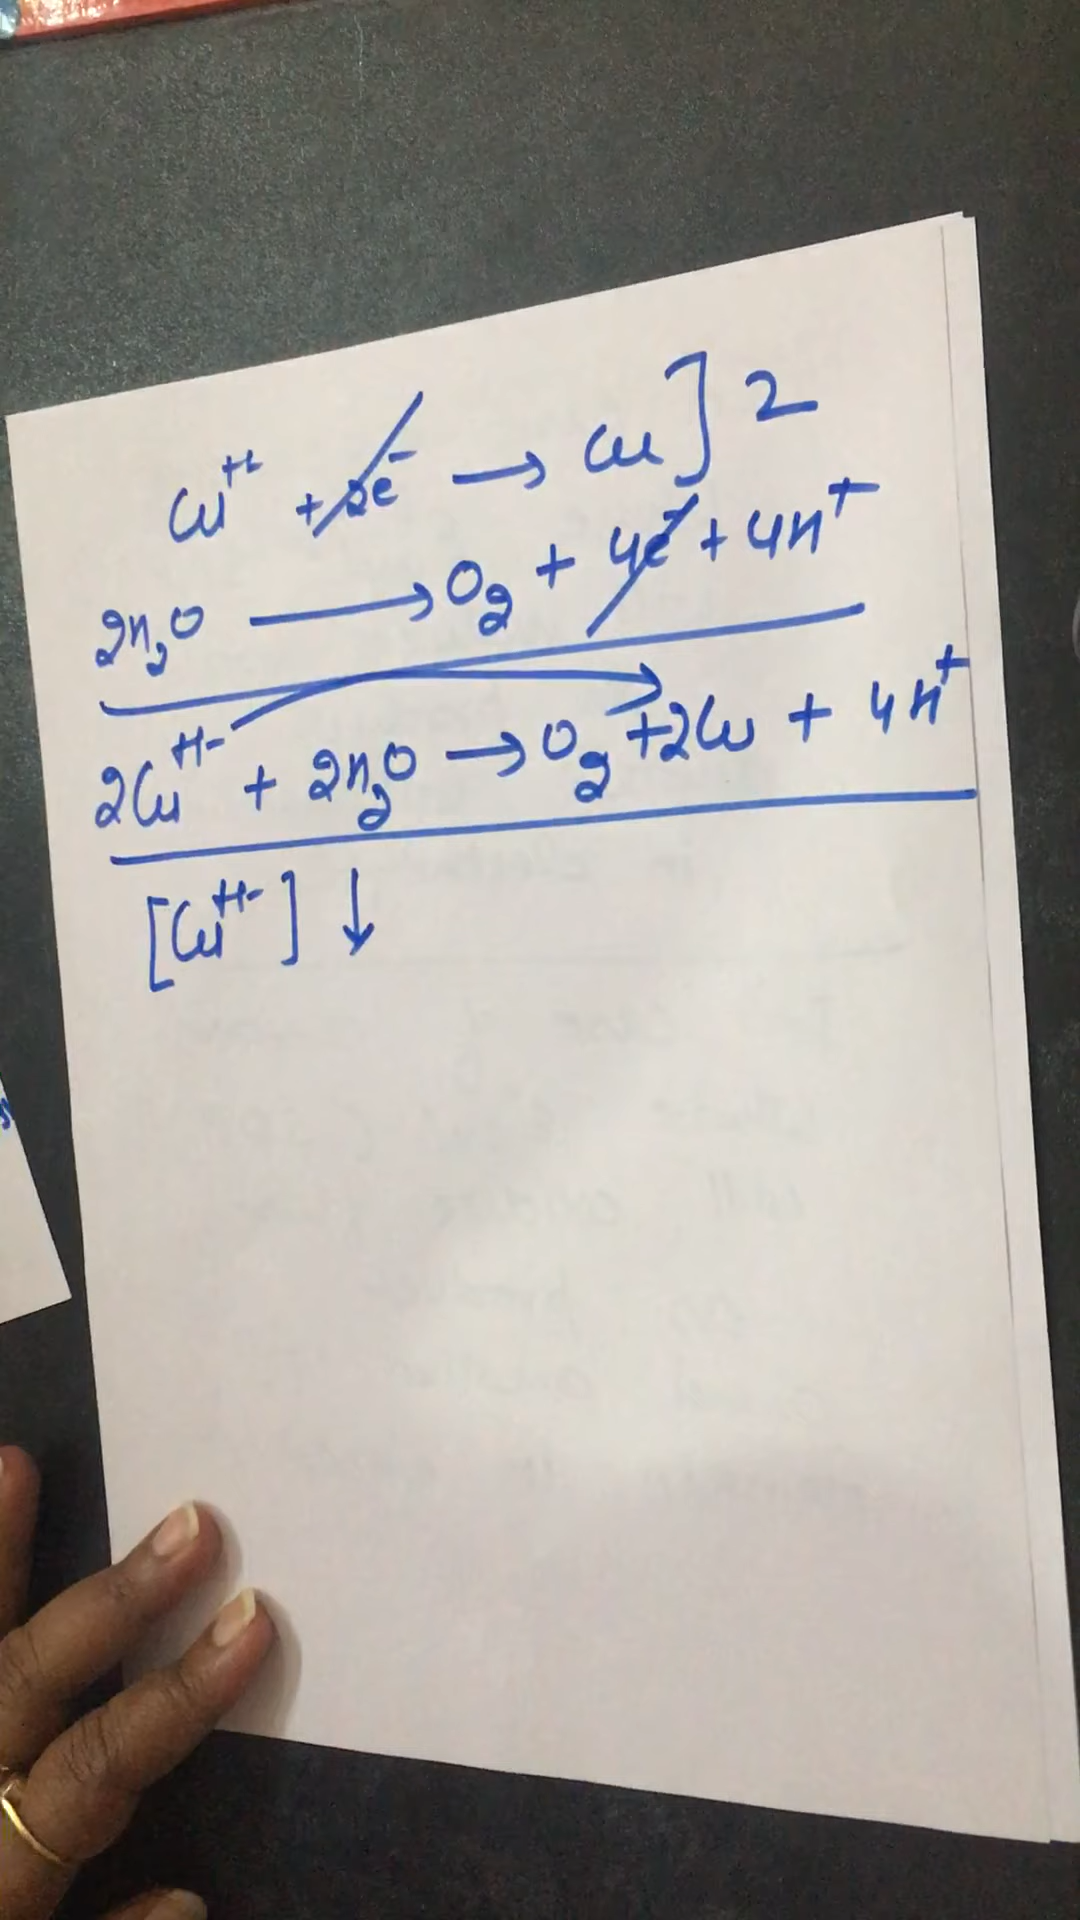 Cu⁺⁺ + 2e⁻ → Cu ] 2
2H₂O → O₂ + 4e⁻ + 4H⁺
2Cu⁺⁺ + 2H₂O → O₂ + 2Cu + 4H⁺
[Cu⁺⁺] ↓